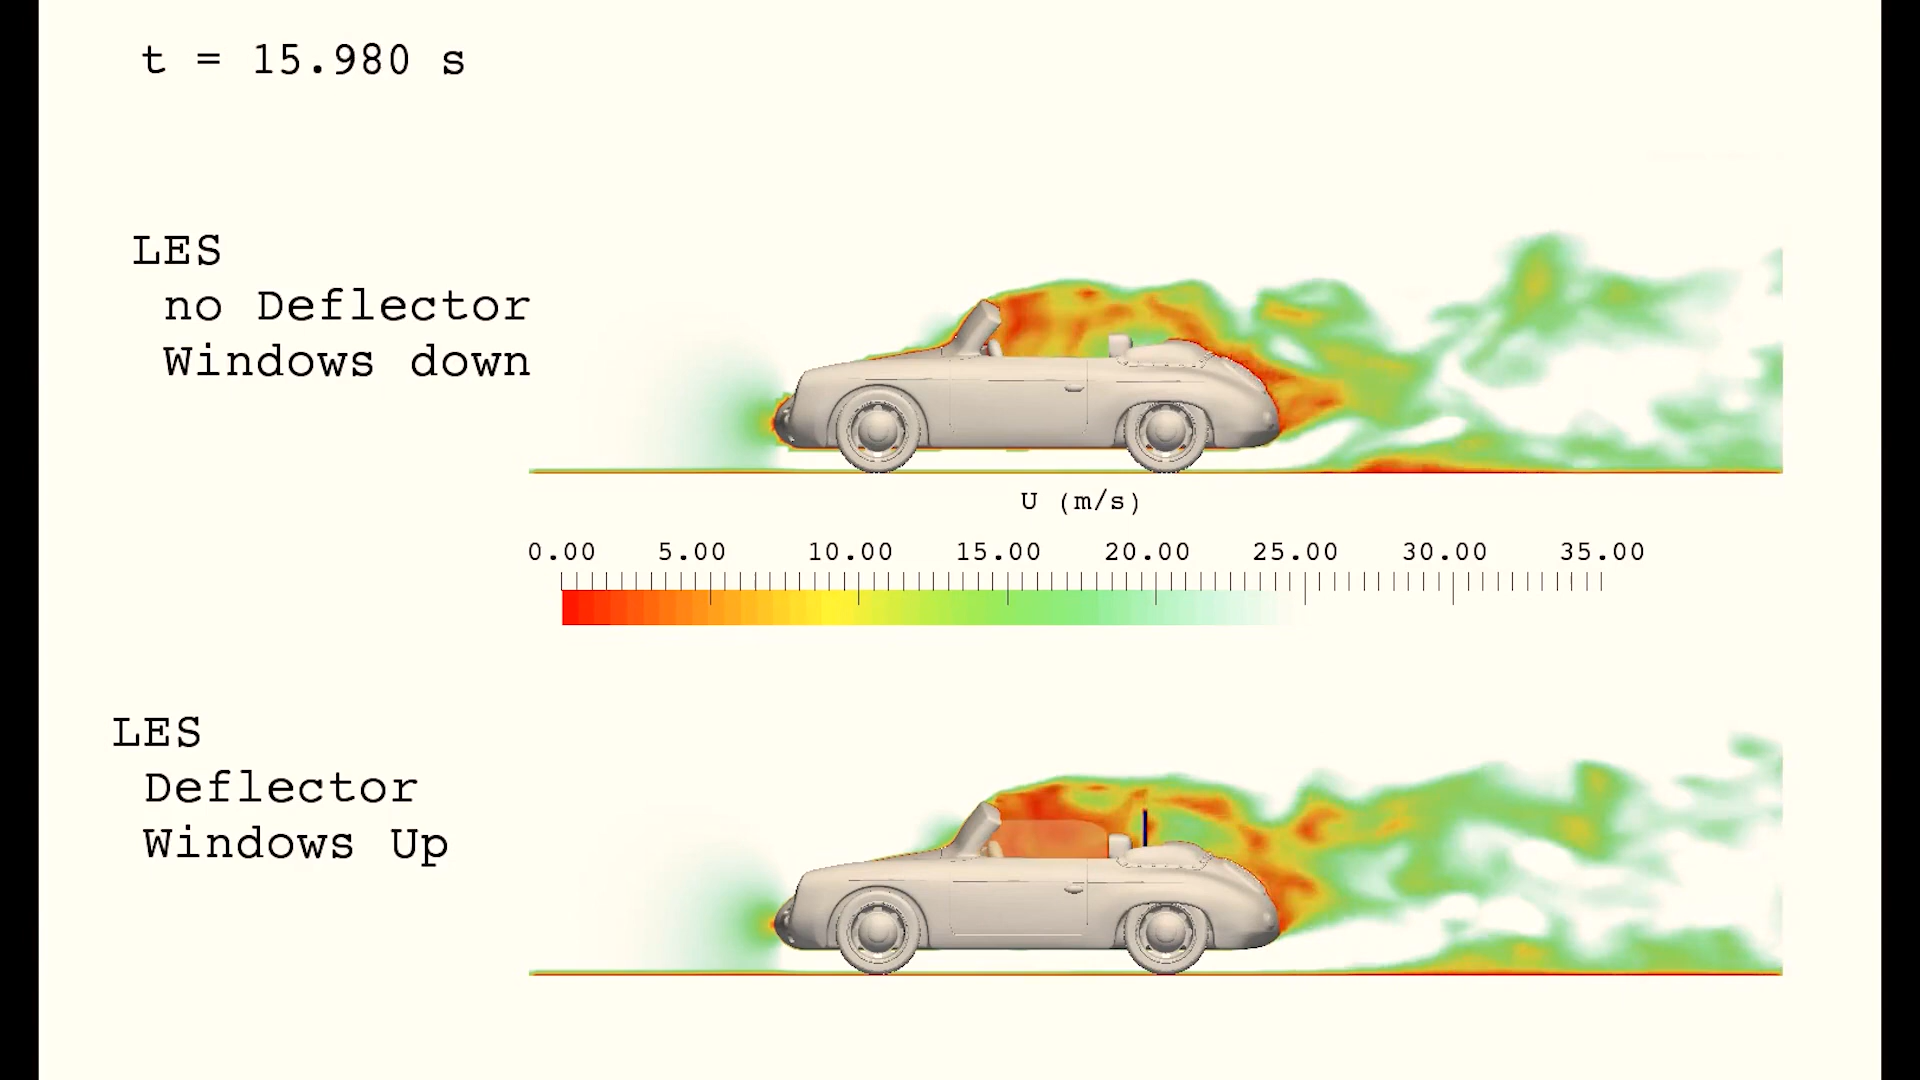 t = 15.980 s
LES
no Deflector
Windows down
U (m/s)
0.00 5.00 10.00 15.00 20.00 25.00 30.00 35.00
LES
Deflector
Windows Up